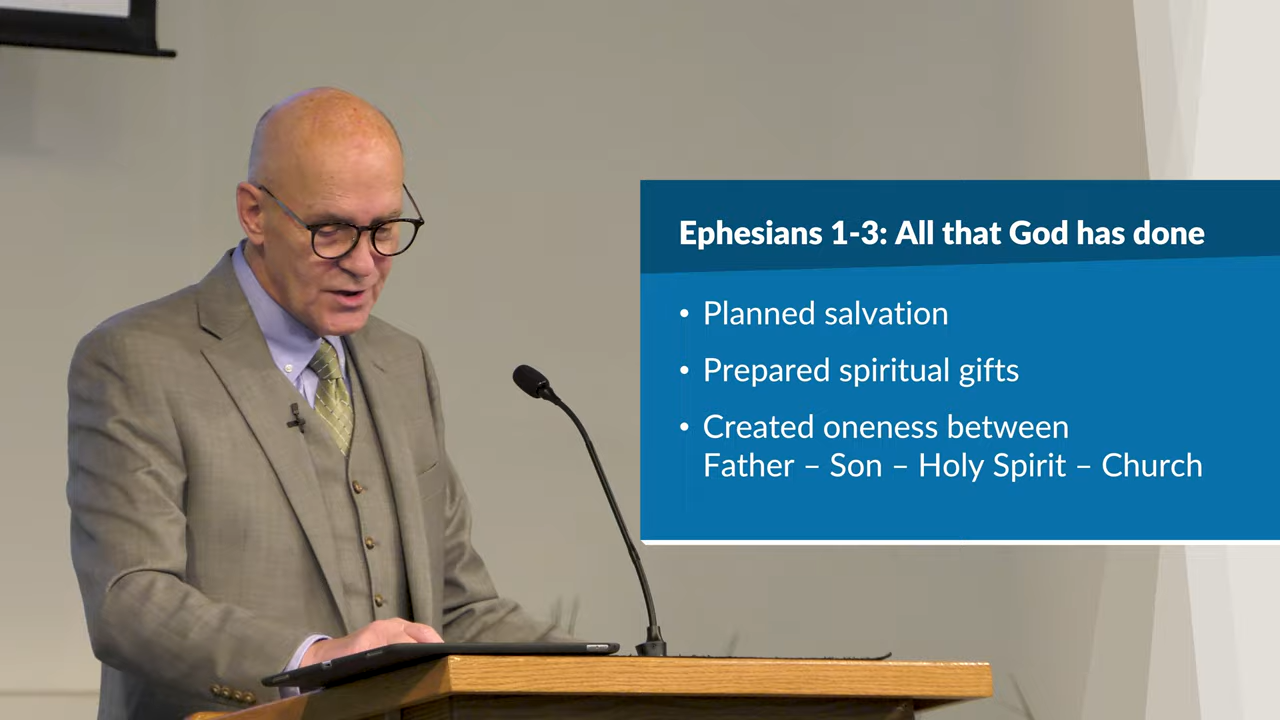 Ephesians 1-3: All that God has done
• Planned salvation
• Prepared spiritual gifts
• Created oneness between
Father – Son – Holy Spirit – Church